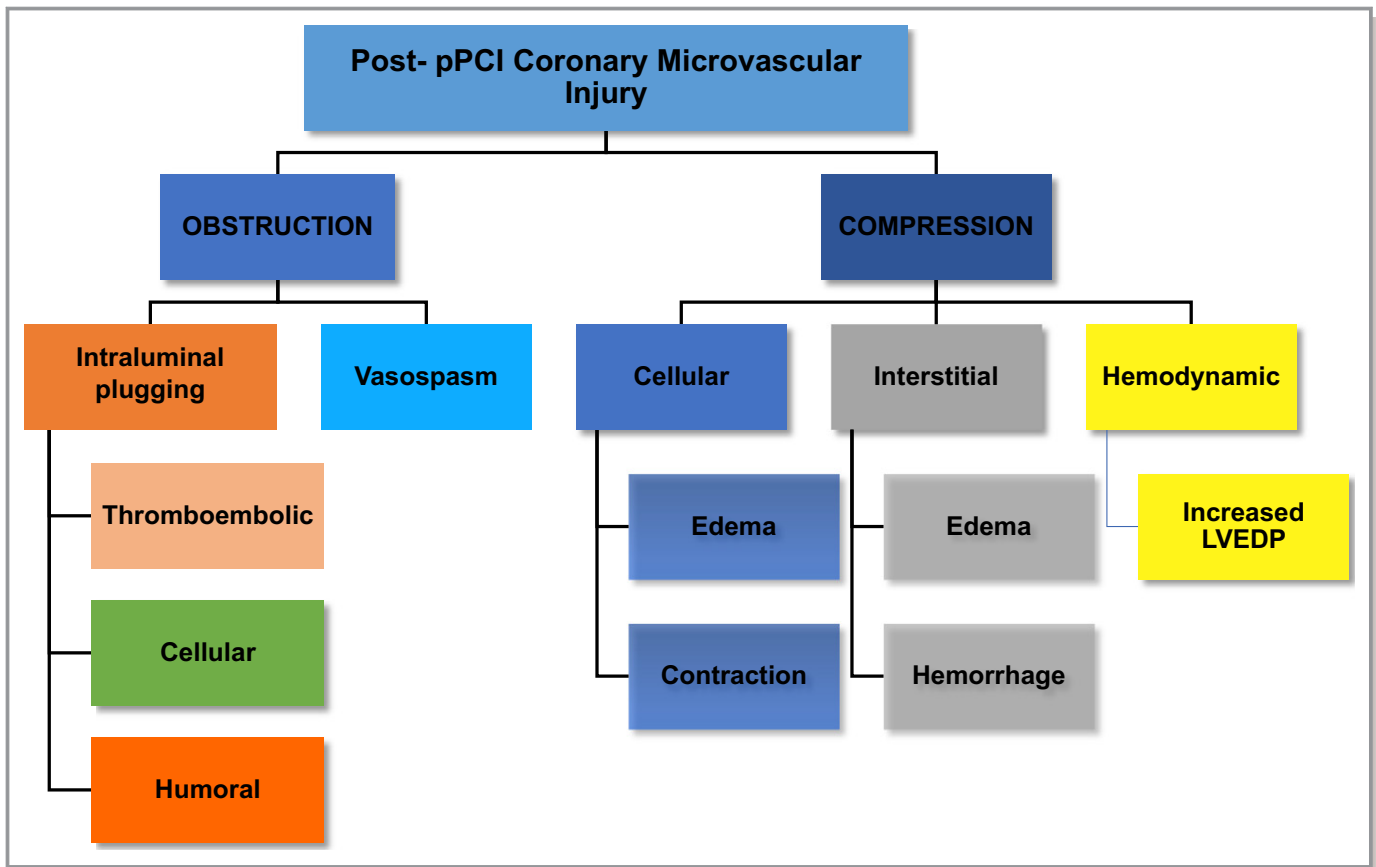 Post- pPCI Coronary Microvascular
Injury
OBSTRUCTION
COMPRESSION
Intraluminal
plugging
Vasospasm
Cellular
Interstitial
Hemodynamic
Thromboembolic
Edema
Edema
Increased
LVEDP
Cellular
Contraction
Hemorrhage
Humoral